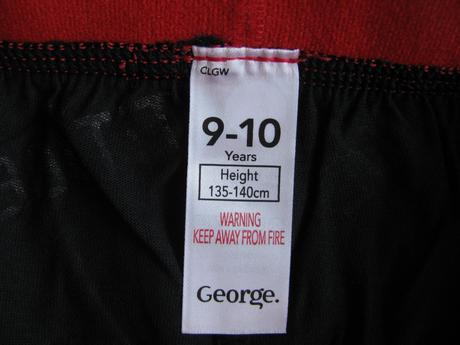 CLGW
9-10
Years
Height
135-140cm
WARNING
KEEP AWAY FROM FIRE
George.